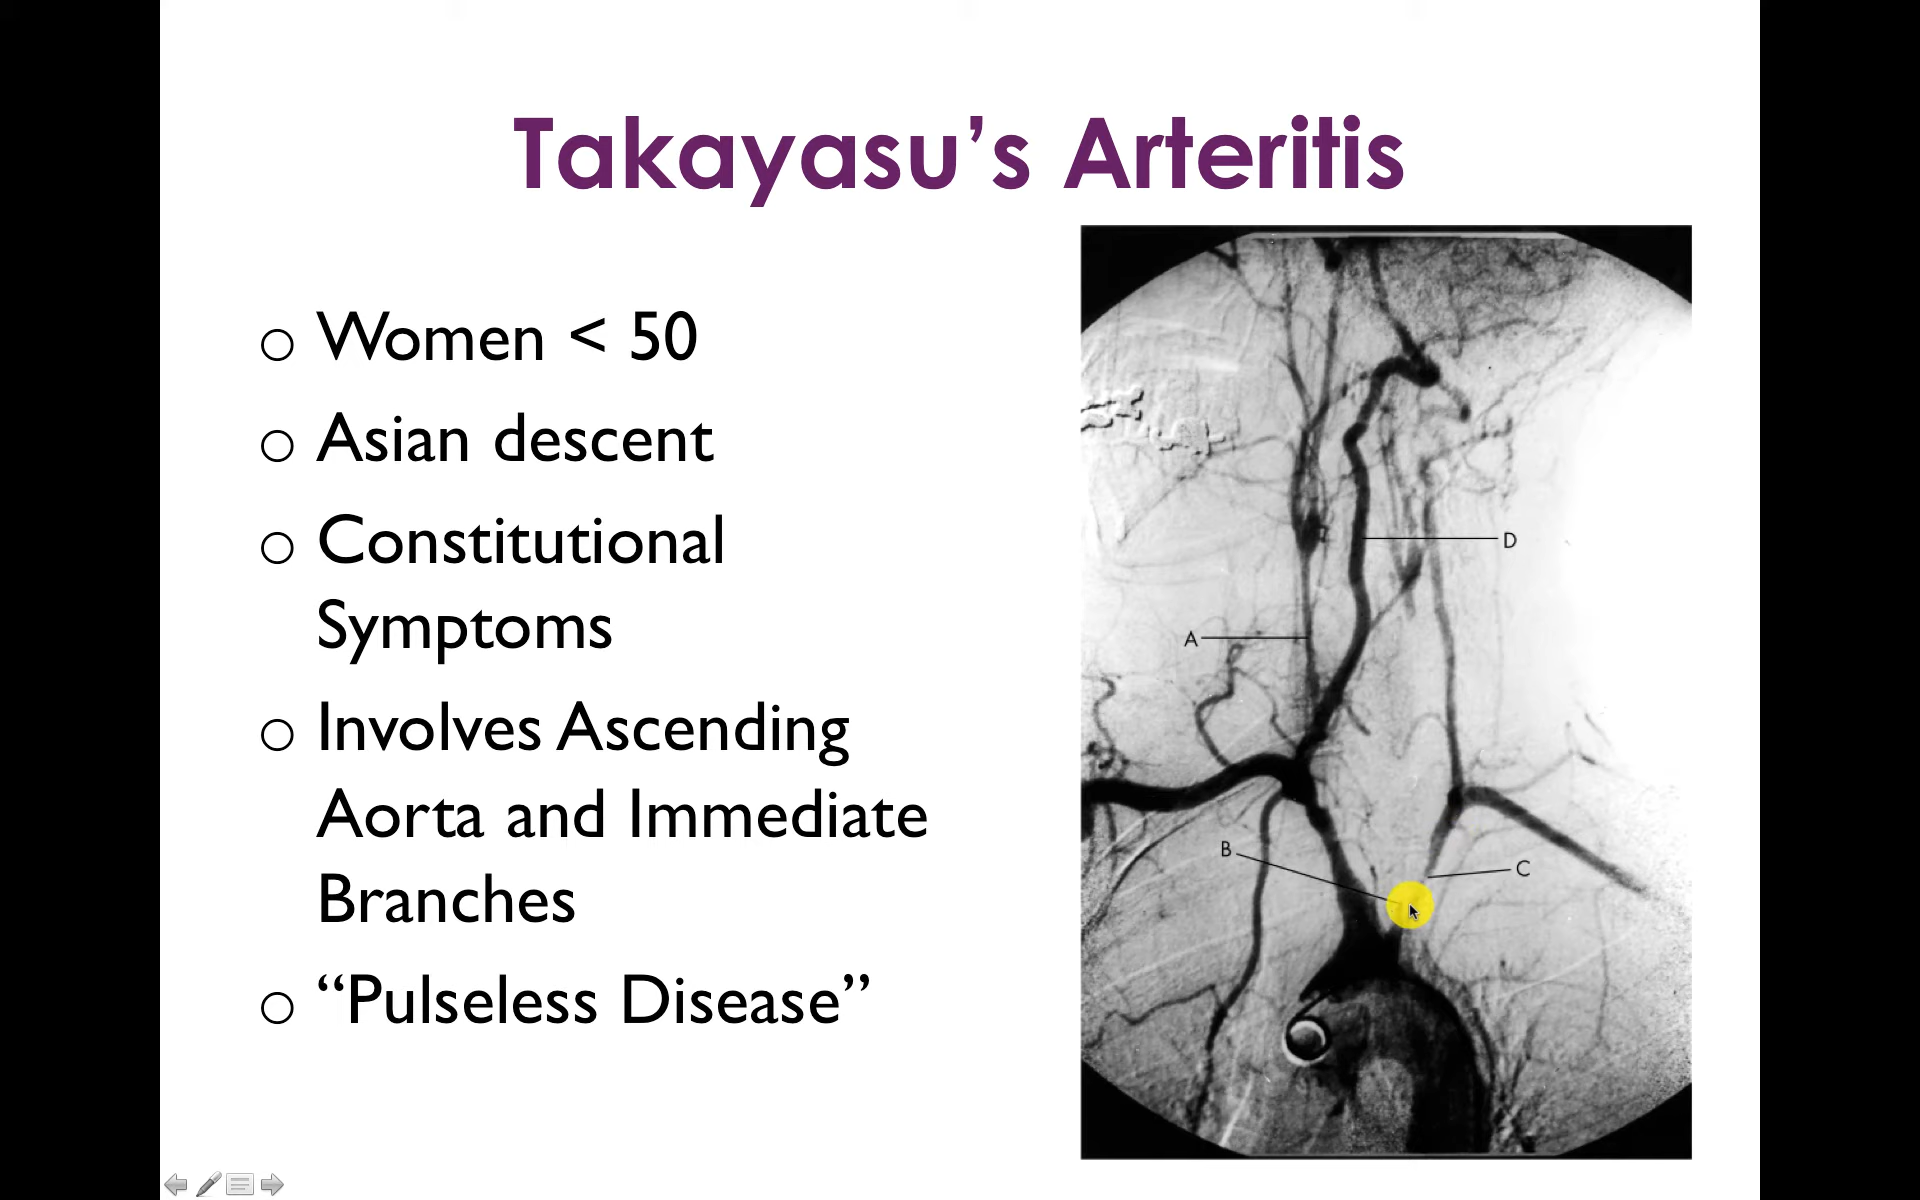 Takayasu's Arteritis
Women < 50
Asian descent
Constitutional
Symptoms
Involves Ascending
Aorta and Immediate
Branches
“Pulseless Disease”
D
A
B
C